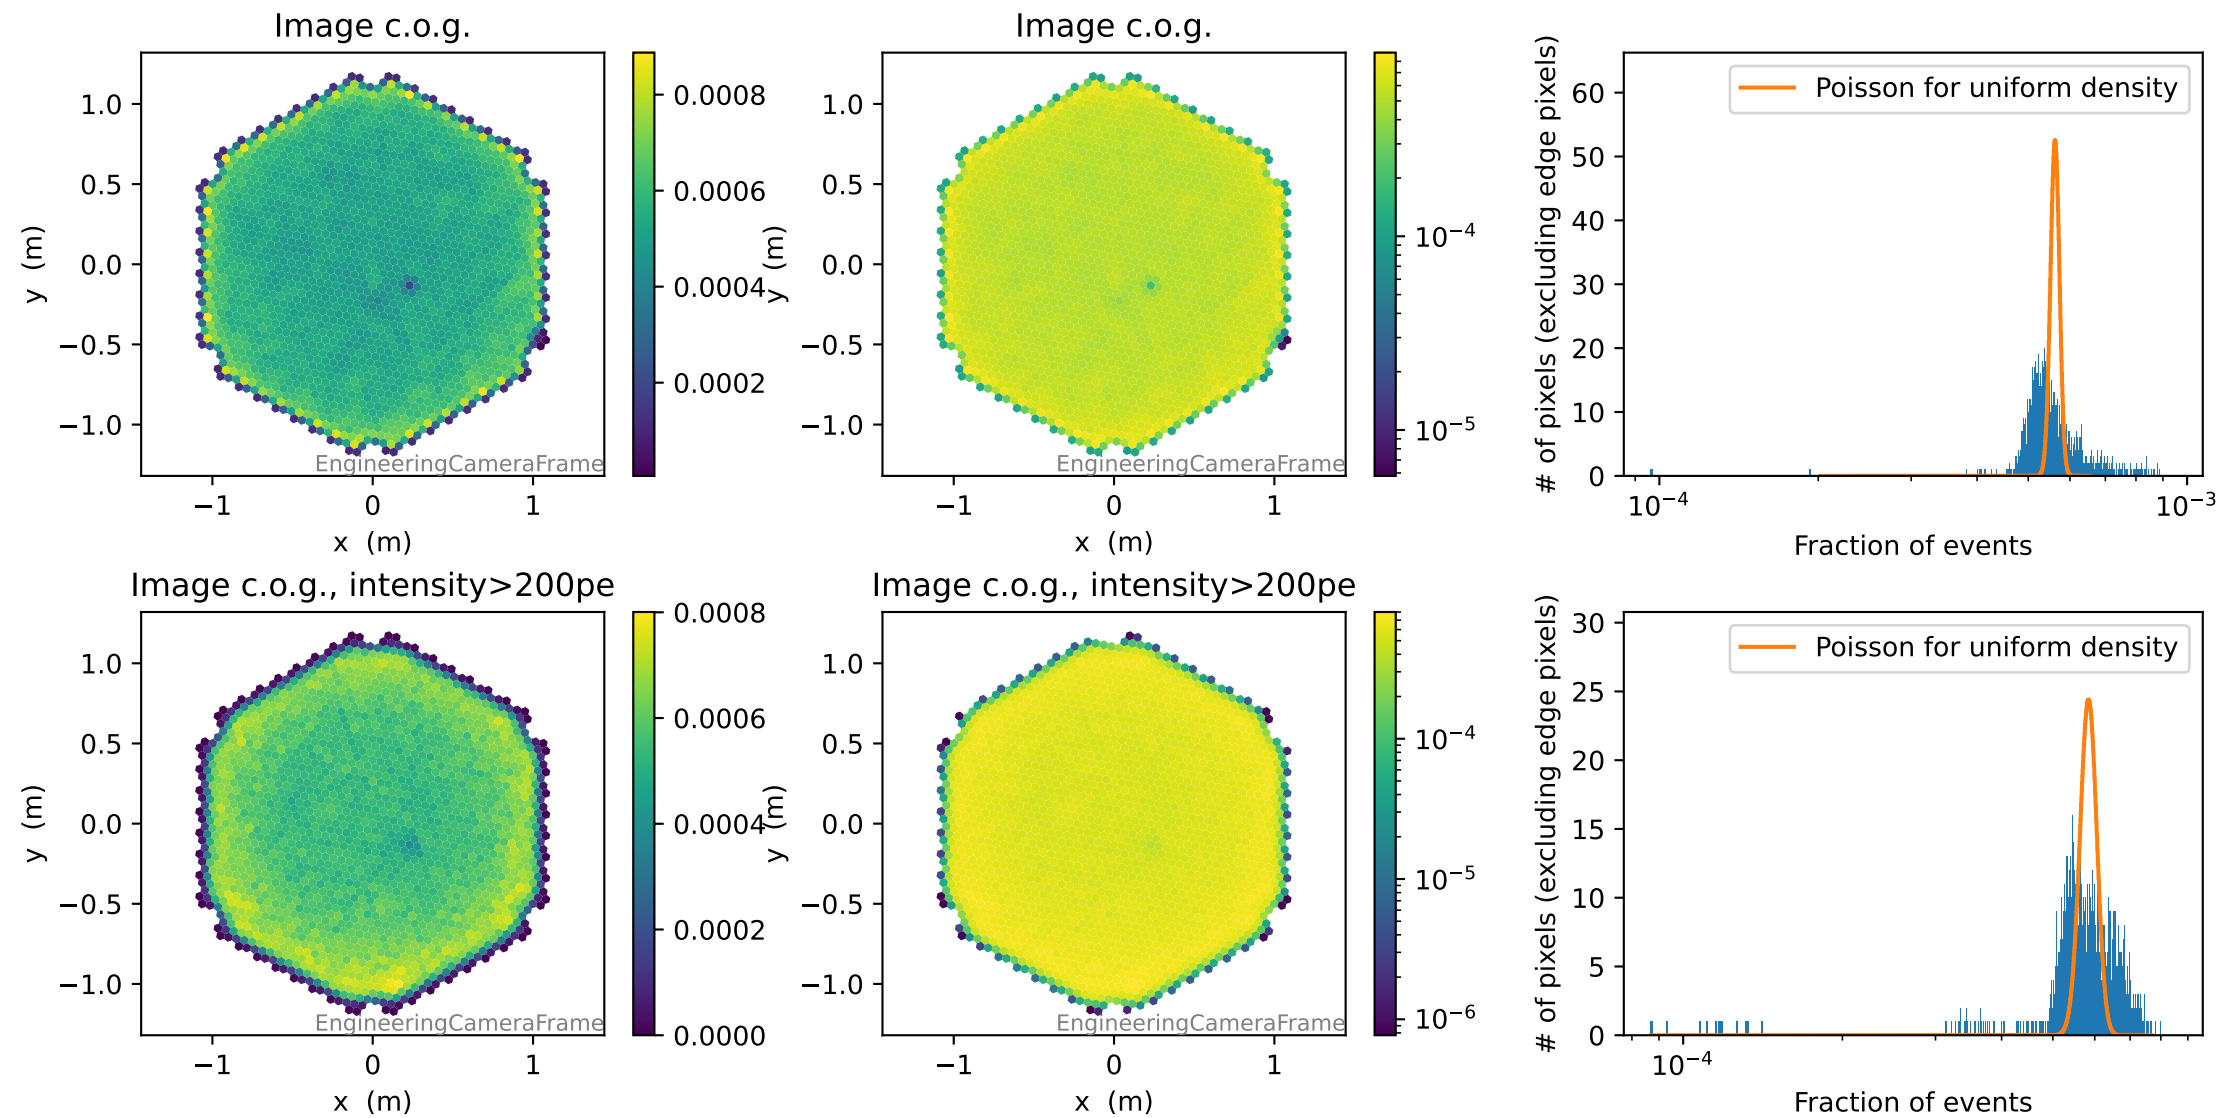 Image c.o.g.
1.0
0.5
0.0
−0.5
−1.0
y (m)
−1
0
1
x (m)
EngineeringCameraFrame
0.0008
0.0006
0.0004
0.0002
Image c.o.g.
1.0
0.5
0.0
−0.5
−1.0
y (m)
−1
0
1
x (m)
EngineeringCameraFrame
10⁻⁴
10⁻⁵
# of pixels (excluding edge pixels)
60
50
40
30
20
10
0
Poisson for uniform density
10⁻⁴
10⁻³
Fraction of events
Image c.o.g., intensity>200pe
1.0
0.5
0.0
−0.5
−1.0
y (m)
−1
0
1
x (m)
EngineeringCameraFrame
0.0008
0.0006
0.0004
0.0002
0.0000
Image c.o.g., intensity>200pe
1.0
0.5
0.0
−0.5
−1.0
y (m)
−1
0
1
x (m)
EngineeringCameraFrame
10⁻⁴
10⁻⁵
10⁻⁶
# of pixels (excluding edge pixels)
30
25
20
15
10
5
0
Poisson for uniform density
10⁻⁴
Fraction of events